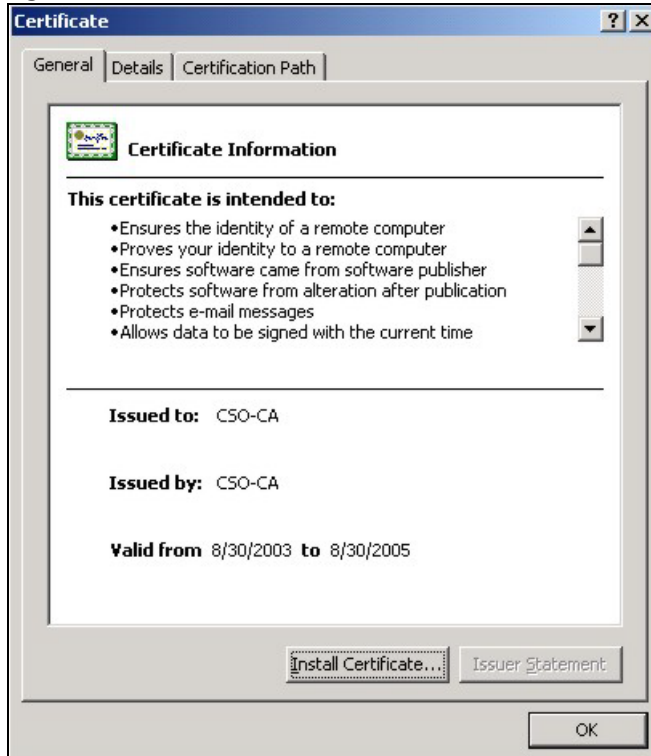 Certificate
? X
General Details Certification Path
Certificate Information
This certificate is intended to:
•Ensures the identity of a remote computer
•Proves your identity to a remote computer
•Ensures software came from software publisher
•Protects software from alteration after publication
•Protects e-mail messages
•Allows data to be signed with the current time
Issued to: CSO-CA
Issued by: CSO-CA
Valid from 8/30/2003 to 8/30/2005
Install Certificate... Issuer Statement
OK